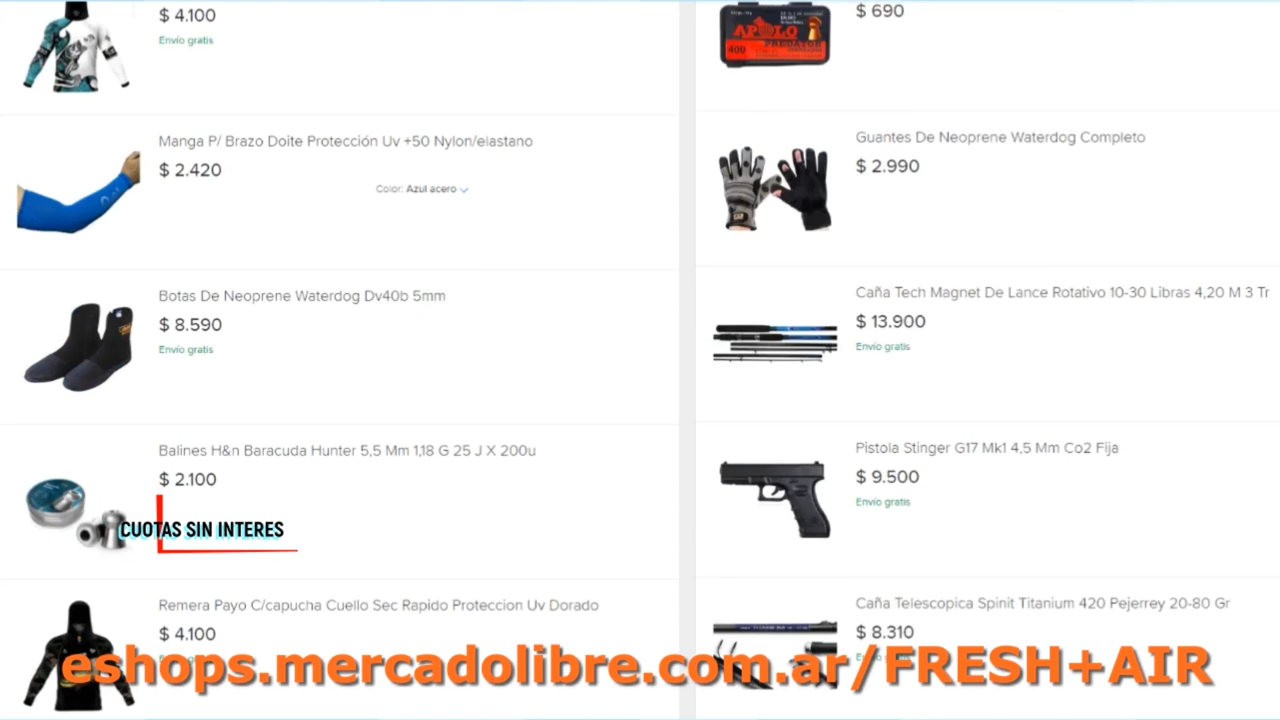 $ 4.100
Envío gratis
Manga P/ Brazo Doite Protección Uv +50 Nylon/elastano
$ 2.420
Color: Azul acero
Botas De Neoprene Waterdog Dv40b 5mm
$ 8.590
Envío gratis
Balines H&n Baracuda Hunter 5,5 Mm 1,18 G 25 J X 200u
$ 2.100
CUOTAS SIN INTERES
Remera Payo C/capucha Cuello Sec Rapido Proteccion Uv Dorado
$ 4.100
$ 690
APOLO
PREDATOR
400
Guantes De Neoprene Waterdog Completo
$ 2.990
Caña Tech Magnet De Lance Rotativo 10-30 Libras 4,20 M 3 Tr
$ 13.900
Envío gratis
Pistola Stinger G17 Mk1 4,5 Mm Co2 Fija
$ 9.500
Envío gratis
Caña Telescopica Spinit Titanium 420 Pejerrey 20-80 Gr
$ 8.310
eshops.mercadolibre.com.ar/FRESH+AIR